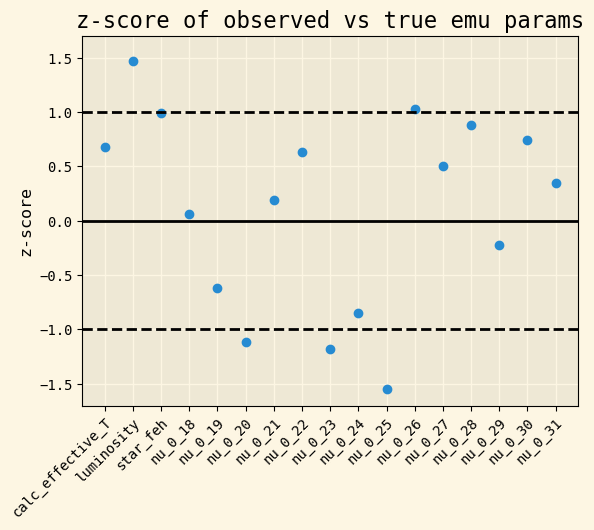 z-score of observed vs true emu params
z-score
1.5
1.0
0.5
0.0
−0.5
−1.0
−1.5
calc_effective_T
luminosity
star_feh
nu_0_18
nu_0_19
nu_0_20
nu_0_21
nu_0_22
nu_0_23
nu_0_24
nu_0_25
nu_0_26
nu_0_27
nu_0_28
nu_0_29
nu_0_30
nu_0_31